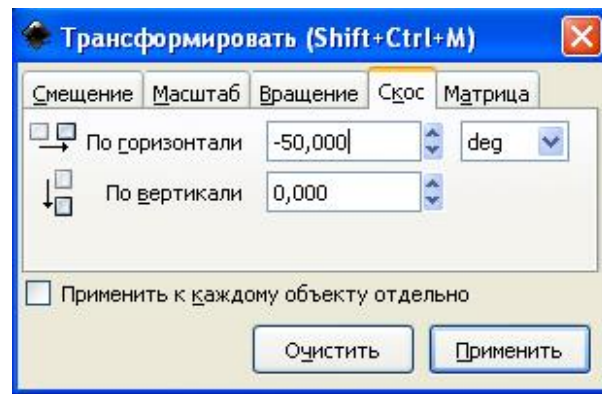 Трансформировать (Shift+Ctrl+M)
Смещение Масштаб Вращение Скос Матрица
По горизонтали -50,000 deg
По вертикали 0,000
Применить к каждому объекту отдельно
Очистить Применить